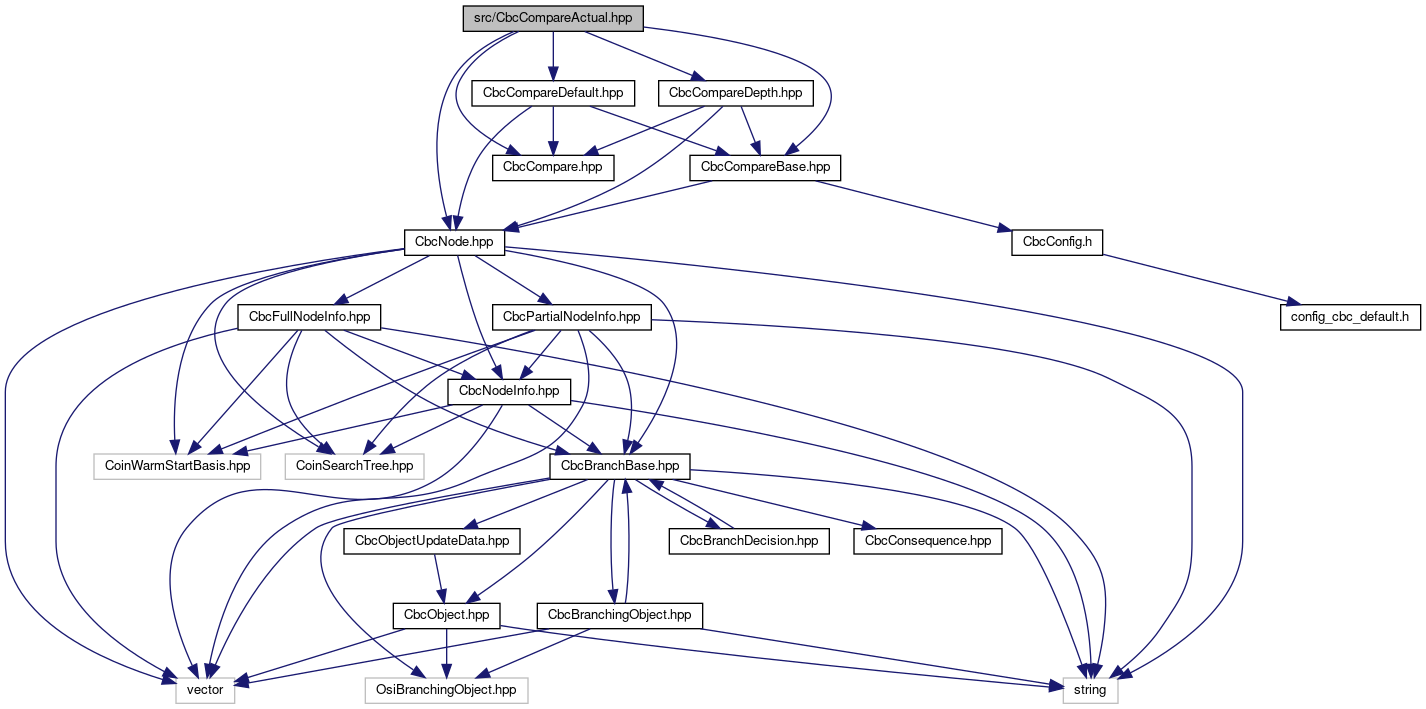 src/CbcCompareActual.hpp
CbcCompareDefault.hpp
CbcCompareDepth.hpp
CbcCompare.hpp
CbcCompareBase.hpp
CbcNode.hpp
CbcConfig.h
CbcFullNodeInfo.hpp
CbcPartialNodeInfo.hpp
config_cbc_default.h
CbcNodeInfo.hpp
CoinWarmStartBasis.hpp
CoinSearchTree.hpp
CbcBranchBase.hpp
CbcObjectUpdateData.hpp
CbcBranchDecision.hpp
CbcConsequence.hpp
CbcObject.hpp
CbcBranchingObject.hpp
vector
OsiBranchingObject.hpp
string